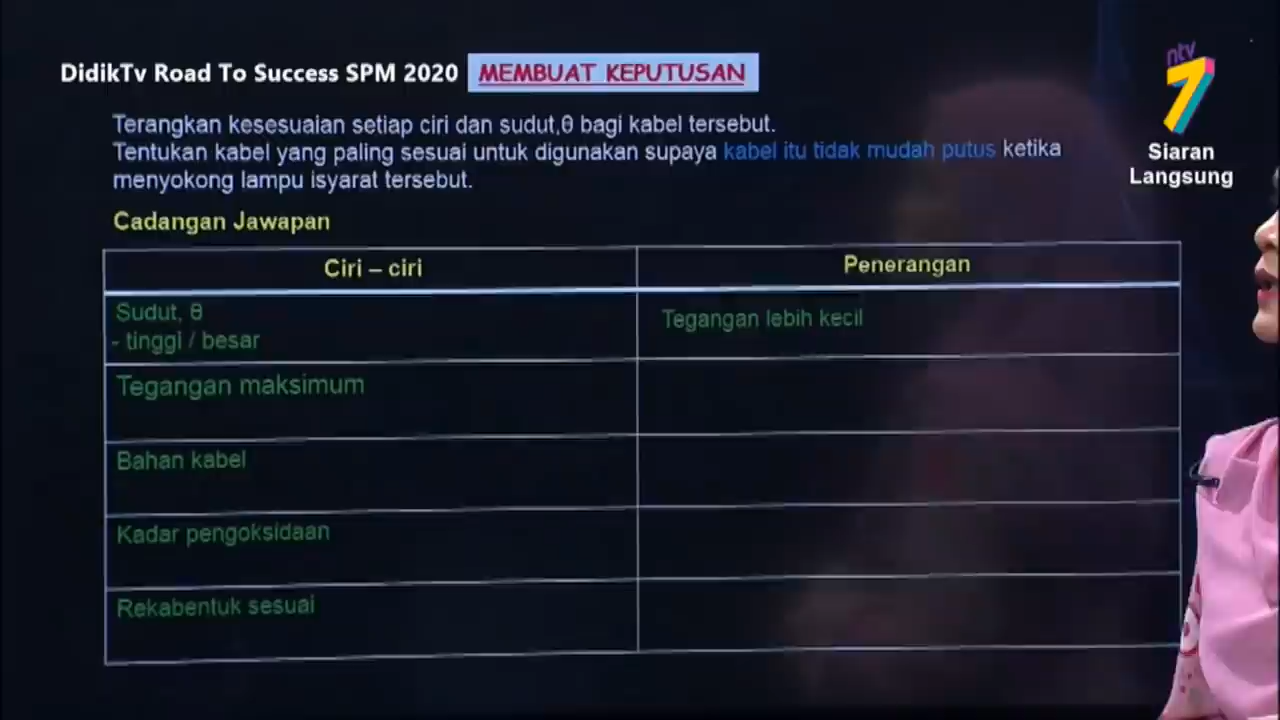 ntv
7
DidikTv Road To Success SPM 2020
MEMBUAT KEPUTUSAN
Siaran
Langsung
Terangkan kesesuaian setiap ciri dan sudut,θ bagi kabel tersebut.
Tentukan kabel yang paling sesuai untuk digunakan supaya kabel itu tidak mudah putus ketika
menyokong lampu isyarat tersebut.
Cadangan Jawapan
Ciri – ciri
Penerangan
Sudut, θ
- tinggi / besar
Tegangan lebih kecil
Tegangan maksimum
Bahan kabel
Kadar pengoksidaan
Rekabentuk sesuai